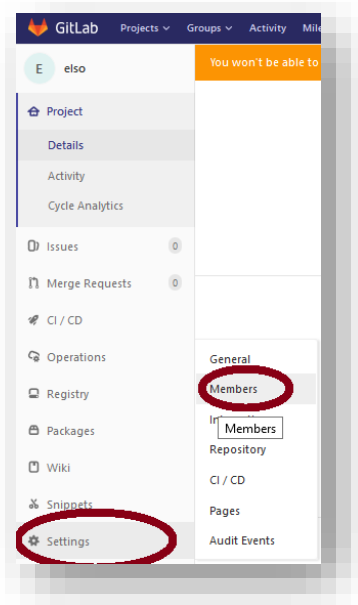 GitLab Projects Groups Activity
E elso
You won't be able to
Project
Details
Activity
Cycle Analytics
Issues 0
Merge Requests 0
CI / CD
Operations
Registry
Packages
Wiki
Snippets
Settings
General
Members
Members
Repository
CI / CD
Pages
Audit Events